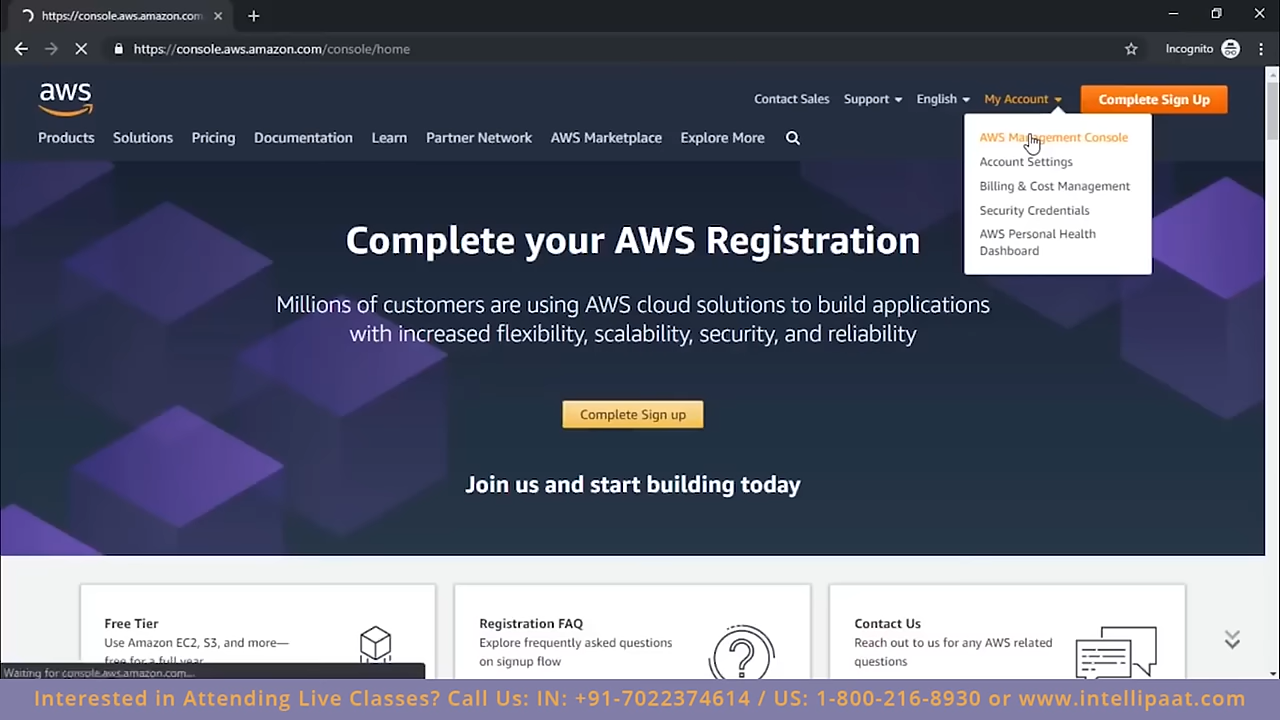 https://console.aws.amazon.com
https://console.aws.amazon.com/console/home
Incognito
aws
Contact Sales Support English My Account Complete Sign Up
Products Solutions Pricing Documentation Learn Partner Network AWS Marketplace Explore More
AWS Management Console
Account Settings
Billing & Cost Management
Security Credentials
AWS Personal Health
Dashboard
Complete your AWS Registration
Millions of customers are using AWS cloud solutions to build applications
with increased flexibility, scalability, security, and reliability
Complete Sign up
Join us and start building today
Free Tier
Use Amazon EC2, S3, and more—
free for a full year
Registration FAQ
Explore frequently asked questions
on signup flow
Contact Us
Reach out to us for any AWS related
questions
Waiting for console.aws.amazon.com...
Interested in Attending Live Classes? Call Us: IN: +91-7022374614 / US: 1-800-216-8930 or www.intellipaat.com